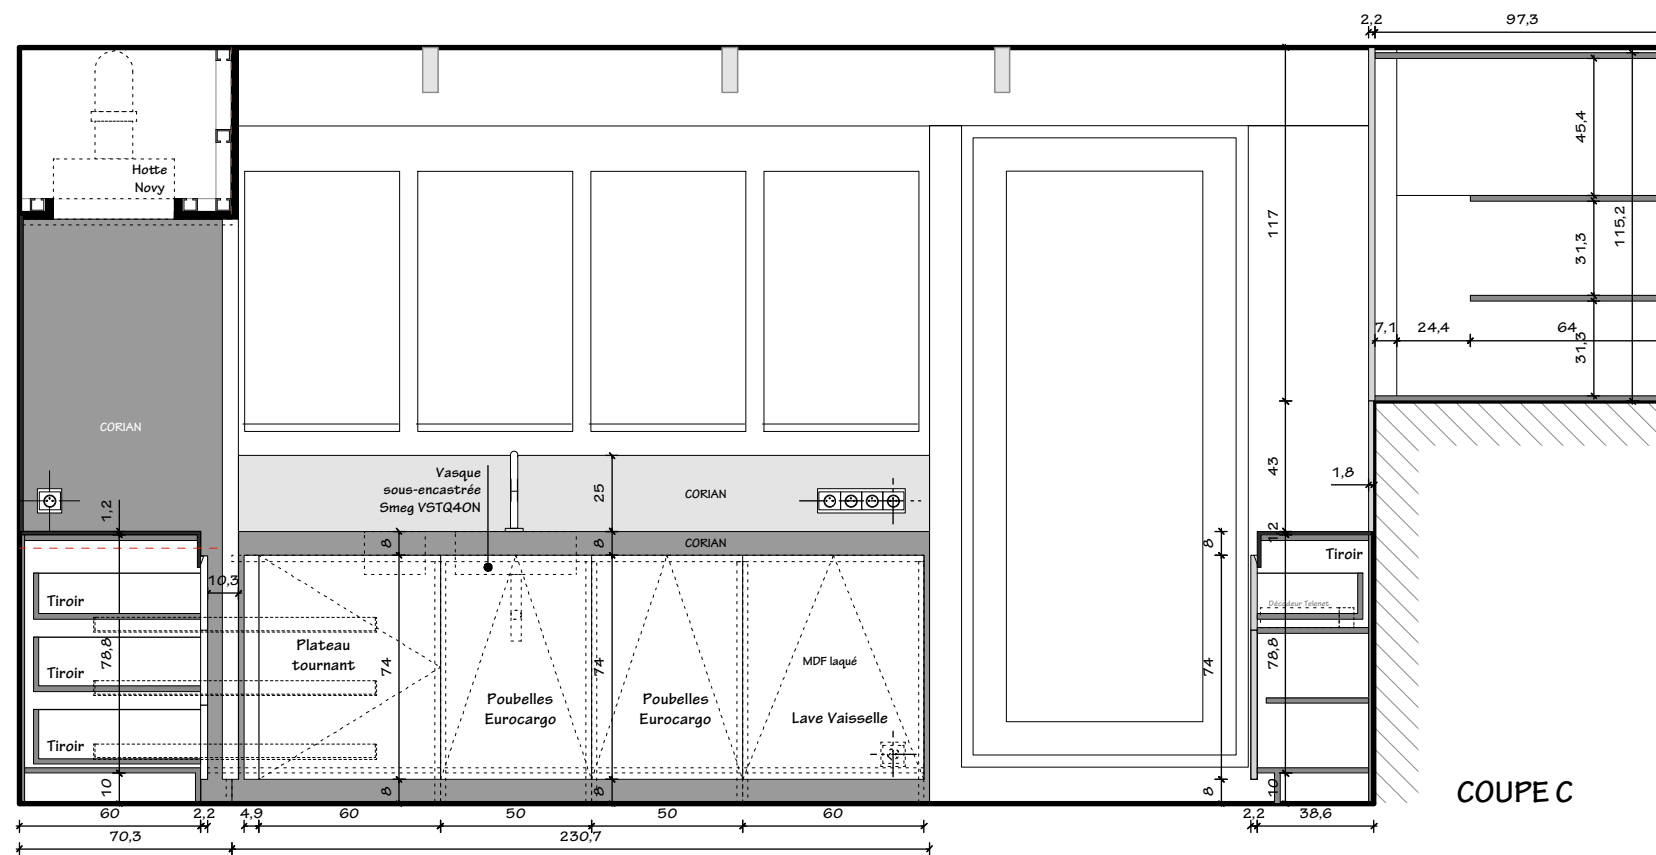 2,2
97,3
Hotte
Novy
45,4
117
31,3
115,2
7,1
24,4
64
31,3
CORIAN
Vasque
sous-encastrée
Smeg VSTQ40N
25
CORIAN
43
1,8
1,2
8
8
CORIAN
8
1,2
Tiroir
10,3
Tiroir
Décodeur Telenet
78,8
Plateau
tournant
74
74
MDF laqué
74
78,8
Tiroir
Poubelles
Eurocargo
Poubelles
Eurocargo
Lave Vaisselle
Tiroir
10
8
8
8
10
COUPE C
60
2,2
4,9
60
50
50
60
2,2
38,6
70,3
230,7